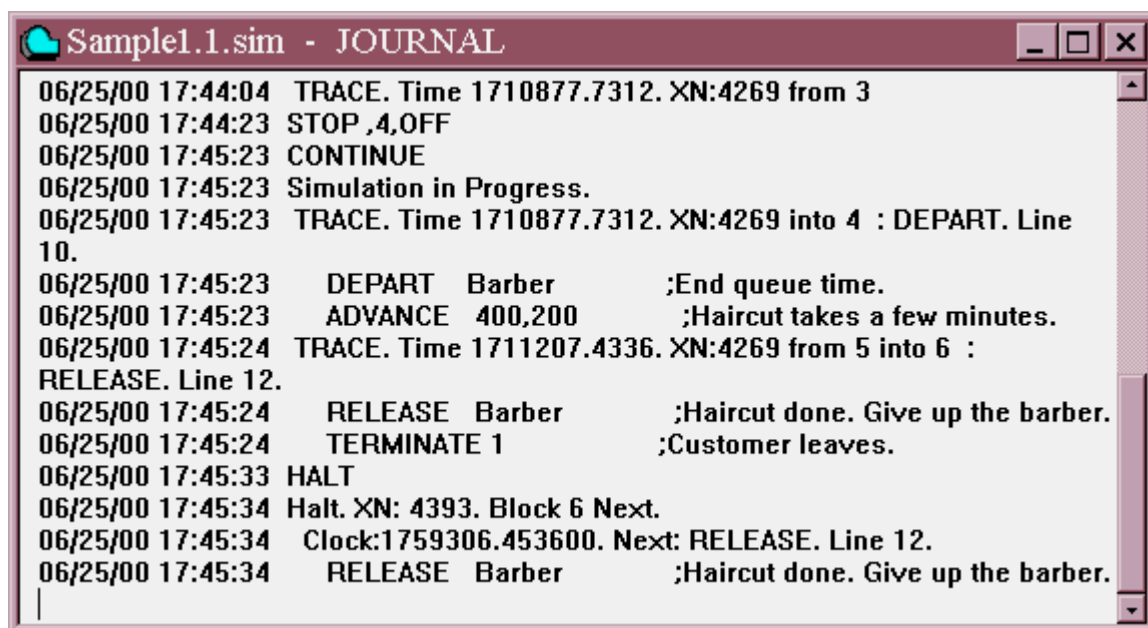 Sample1.1.sim - JOURNAL
06/25/00 17:44:04 TRACE. Time 1710877.7312. XN:4269 from 3
06/25/00 17:44:23 STOP ,4,OFF
06/25/00 17:45:23 CONTINUE
06/25/00 17:45:23 Simulation in Progress.
06/25/00 17:45:23 TRACE. Time 1710877.7312. XN:4269 into 4 : DEPART. Line
10.
06/25/00 17:45:23 DEPART Barber ;End queue time.
06/25/00 17:45:23 ADVANCE 400,200 ;Haircut takes a few minutes.
06/25/00 17:45:24 TRACE. Time 1711207.4336. XN:4269 from 5 into 6 :
RELEASE. Line 12.
06/25/00 17:45:24 RELEASE Barber ;Haircut done. Give up the barber.
06/25/00 17:45:24 TERMINATE 1 ;Customer leaves.
06/25/00 17:45:33 HALT
06/25/00 17:45:34 Halt. XN: 4393. Block 6 Next.
06/25/00 17:45:34 Clock:1759306.453600. Next: RELEASE. Line 12.
06/25/00 17:45:34 RELEASE Barber ;Haircut done. Give up the barber.